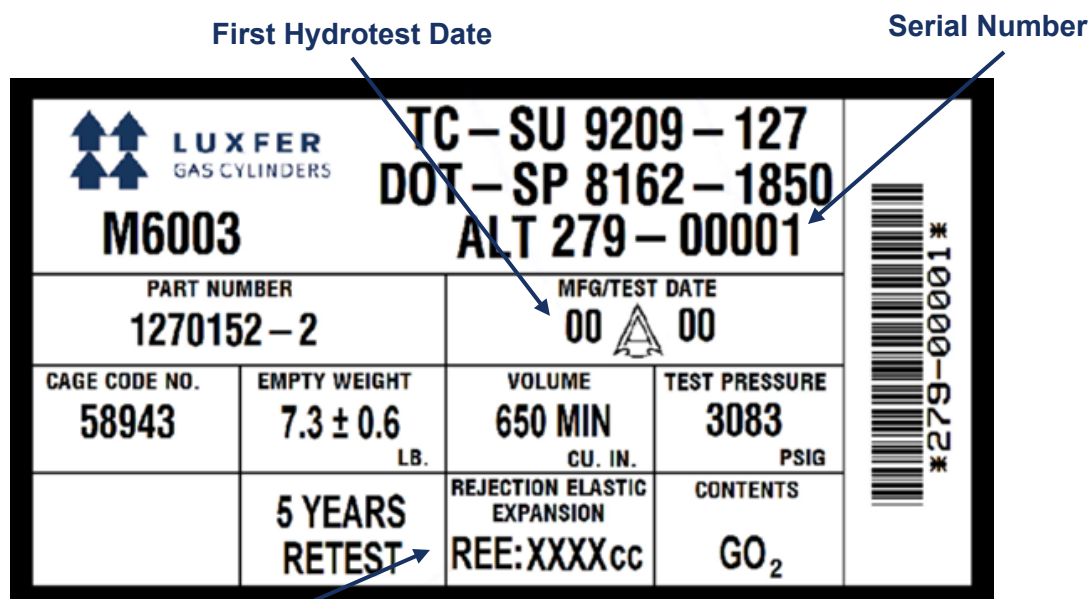 First Hydrotest Date
Serial Number
LUXFER
GAS CYLINDERS
M6003
TC – SU 9209 – 127
DOT – SP 8162 – 1850
ALT 279 – 00001
PART NUMBER
1270152 – 2
MFG/TEST DATE
00 A 00
CAGE CODE NO.
58943
EMPTY WEIGHT
7.3 ± 0.6
LB.
VOLUME
650 MIN
CU. IN.
TEST PRESSURE
3083
PSIG
5 YEARS
RETEST
REJECTION ELASTIC
EXPANSION
REE: XXXX cc
CONTENTS
GO₂
*279-00001*